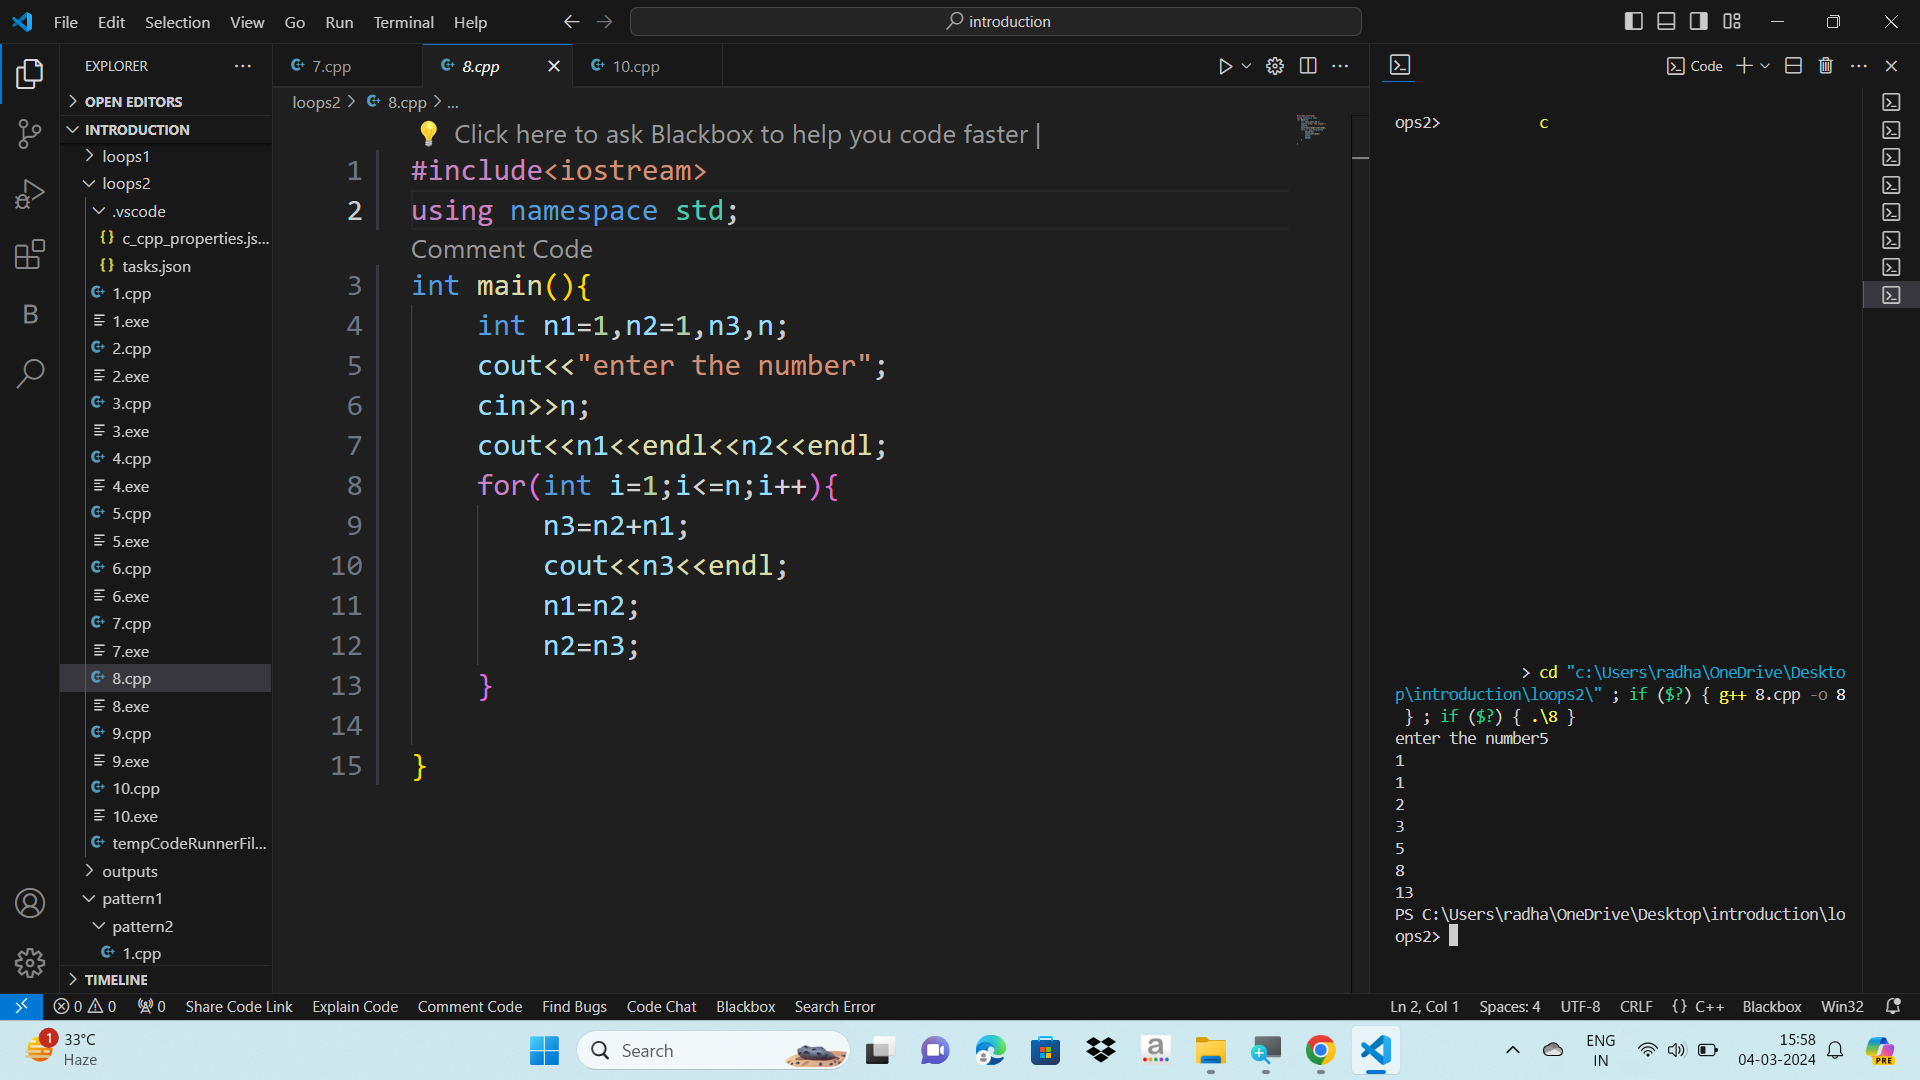 File Edit Selection View Go Run Terminal Help
introduction
EXPLORER
OPEN EDITORS
INTRODUCTION
loops1
loops2
.vscode
{} c_cpp_properties.js...
{} tasks.json
1.cpp
1.exe
2.cpp
2.exe
3.cpp
3.exe
4.cpp
4.exe
5.cpp
5.exe
6.cpp
6.exe
7.cpp
7.exe
8.cpp
8.exe
9.cpp
9.exe
10.cpp
10.exe
tempCodeRunnerFil...
outputs
pattern1
pattern2
1.cpp
TIMELINE
7.cpp 8.cpp 10.cpp
loops2 > 8.cpp > ...
Click here to ask Blackbox to help you code faster |
1 #include<iostream>
2 using namespace std;
Comment Code
3 int main(){
4 int n1=1,n2=1,n3,n;
5 cout<<"enter the number";
6 cin>>n;
7 cout<<n1<<endl<<n2<<endl;
8 for(int i=1;i<=n;i++){
9 n3=n2+n1;
10 cout<<n3<<endl;
11 n1=n2;
12 n2=n3;
13 }
14
15 }
Code
ops2> c
> cd "c:\Users\radha\OneDrive\Deskto
p\introduction\loops2\" ; if ($?) { g++ 8.cpp -o 8
} ; if ($?) { .\8 }
enter the number5
1
1
2
3
5
8
13
PS C:\Users\radha\OneDrive\Desktop\introduction\lo
ops2>
0 0 0 Share Code Link Explain Code Comment Code Find Bugs Code Chat Blackbox Search Error
Ln 2, Col 1 Spaces: 4 UTF-8 CRLF {} C++ Blackbox Win32
1
33°C
Haze
Search
ENG
IN
15:58
04-03-2024
PRE